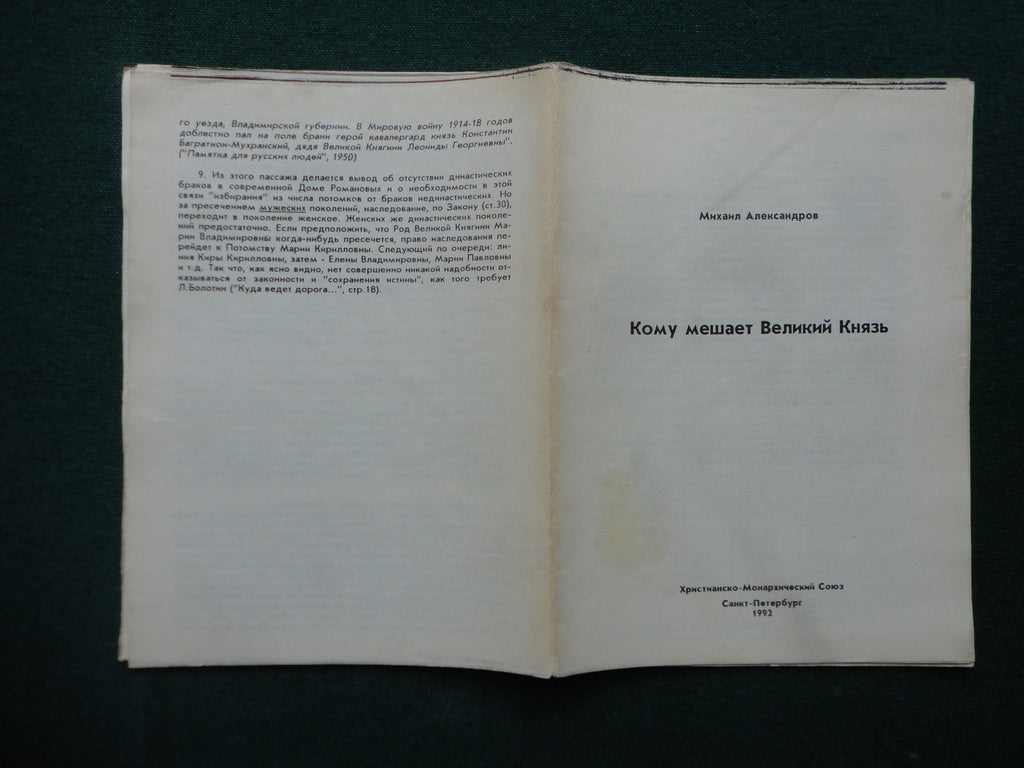 го уезда, Владимирской губернии. В Мировую войну 1914-18 годов
доблестно пал на поле брани герой кавалергард князь Константин
Багратион-Мухранский, дядя Великой Княгини Леониды Георгиевны".
("Памятка для русских людей", 1950)
9. Из этого пассажа делается вывод об отсутствии династических
браков в современной Доме Романовых и о необходимости в этой
связи "избирания" из числа потомков от браков нединастических. Но
за пресечением мужеских поколений, наследование, по Закону (ст.30),
переходит в поколение женское. Женских же династических поколе-
ний предостаточно. Если предположить, что Род Великой Княгини Ма-
рии Владимировны когда-нибудь пресечется, право наследования пе-
рейдет к Потомству Марии Кирилловны. Следующий по очереди: ли-
ния Киры Кирилловны, затем - Елены Владимировны, Марии Павловны
и т.д. Так что, как ясно видно, нет совершенно никакой надобности от-
казываться от законности и "сохранения истины", как того требует
Л.Болотин ("Куда ведет дорога...", стр.18).
Михаил Александров
Кому мешает Великий Князь
Христианско-Монархический Союз
Санкт-Петербург
1992